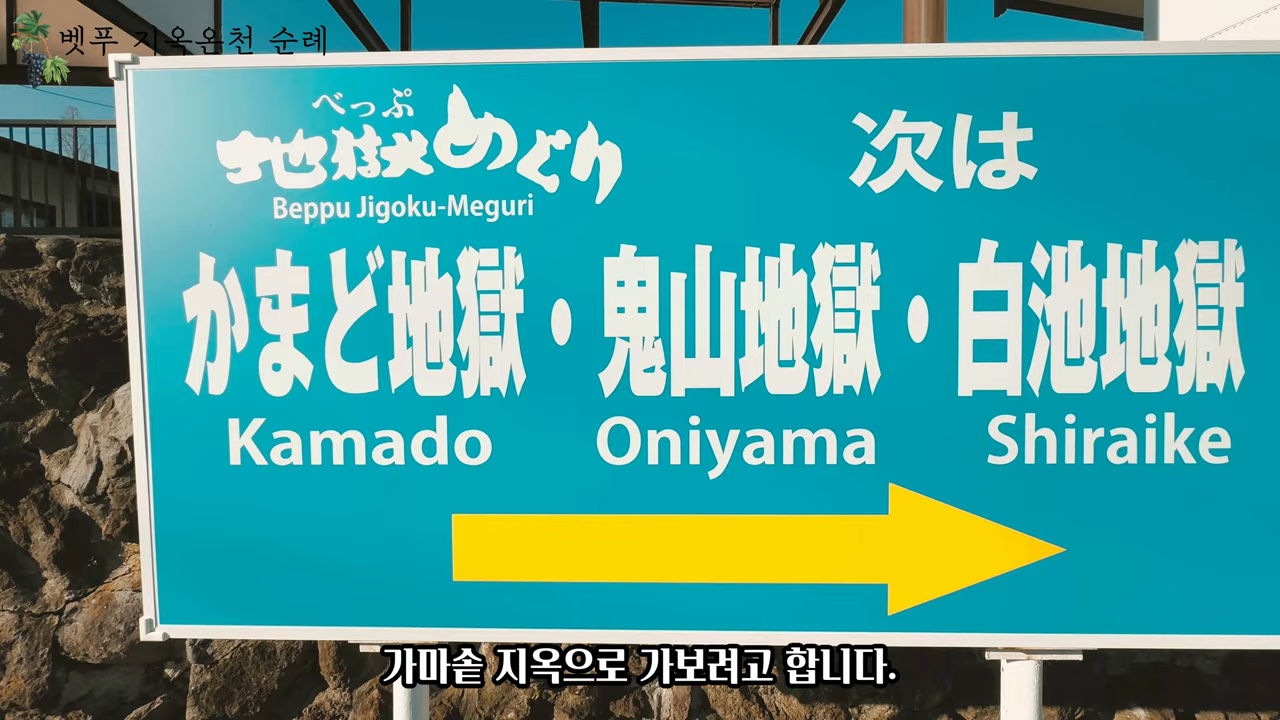 벳푸 지옥온천 순례
べっぷ
地獄めぐり
Beppu Jigoku-Meguri
次は
かまど地獄・鬼山地獄・白池地獄
Kamado Oniyama Shiraike
가마솥 지옥으로 가보려고 합니다.